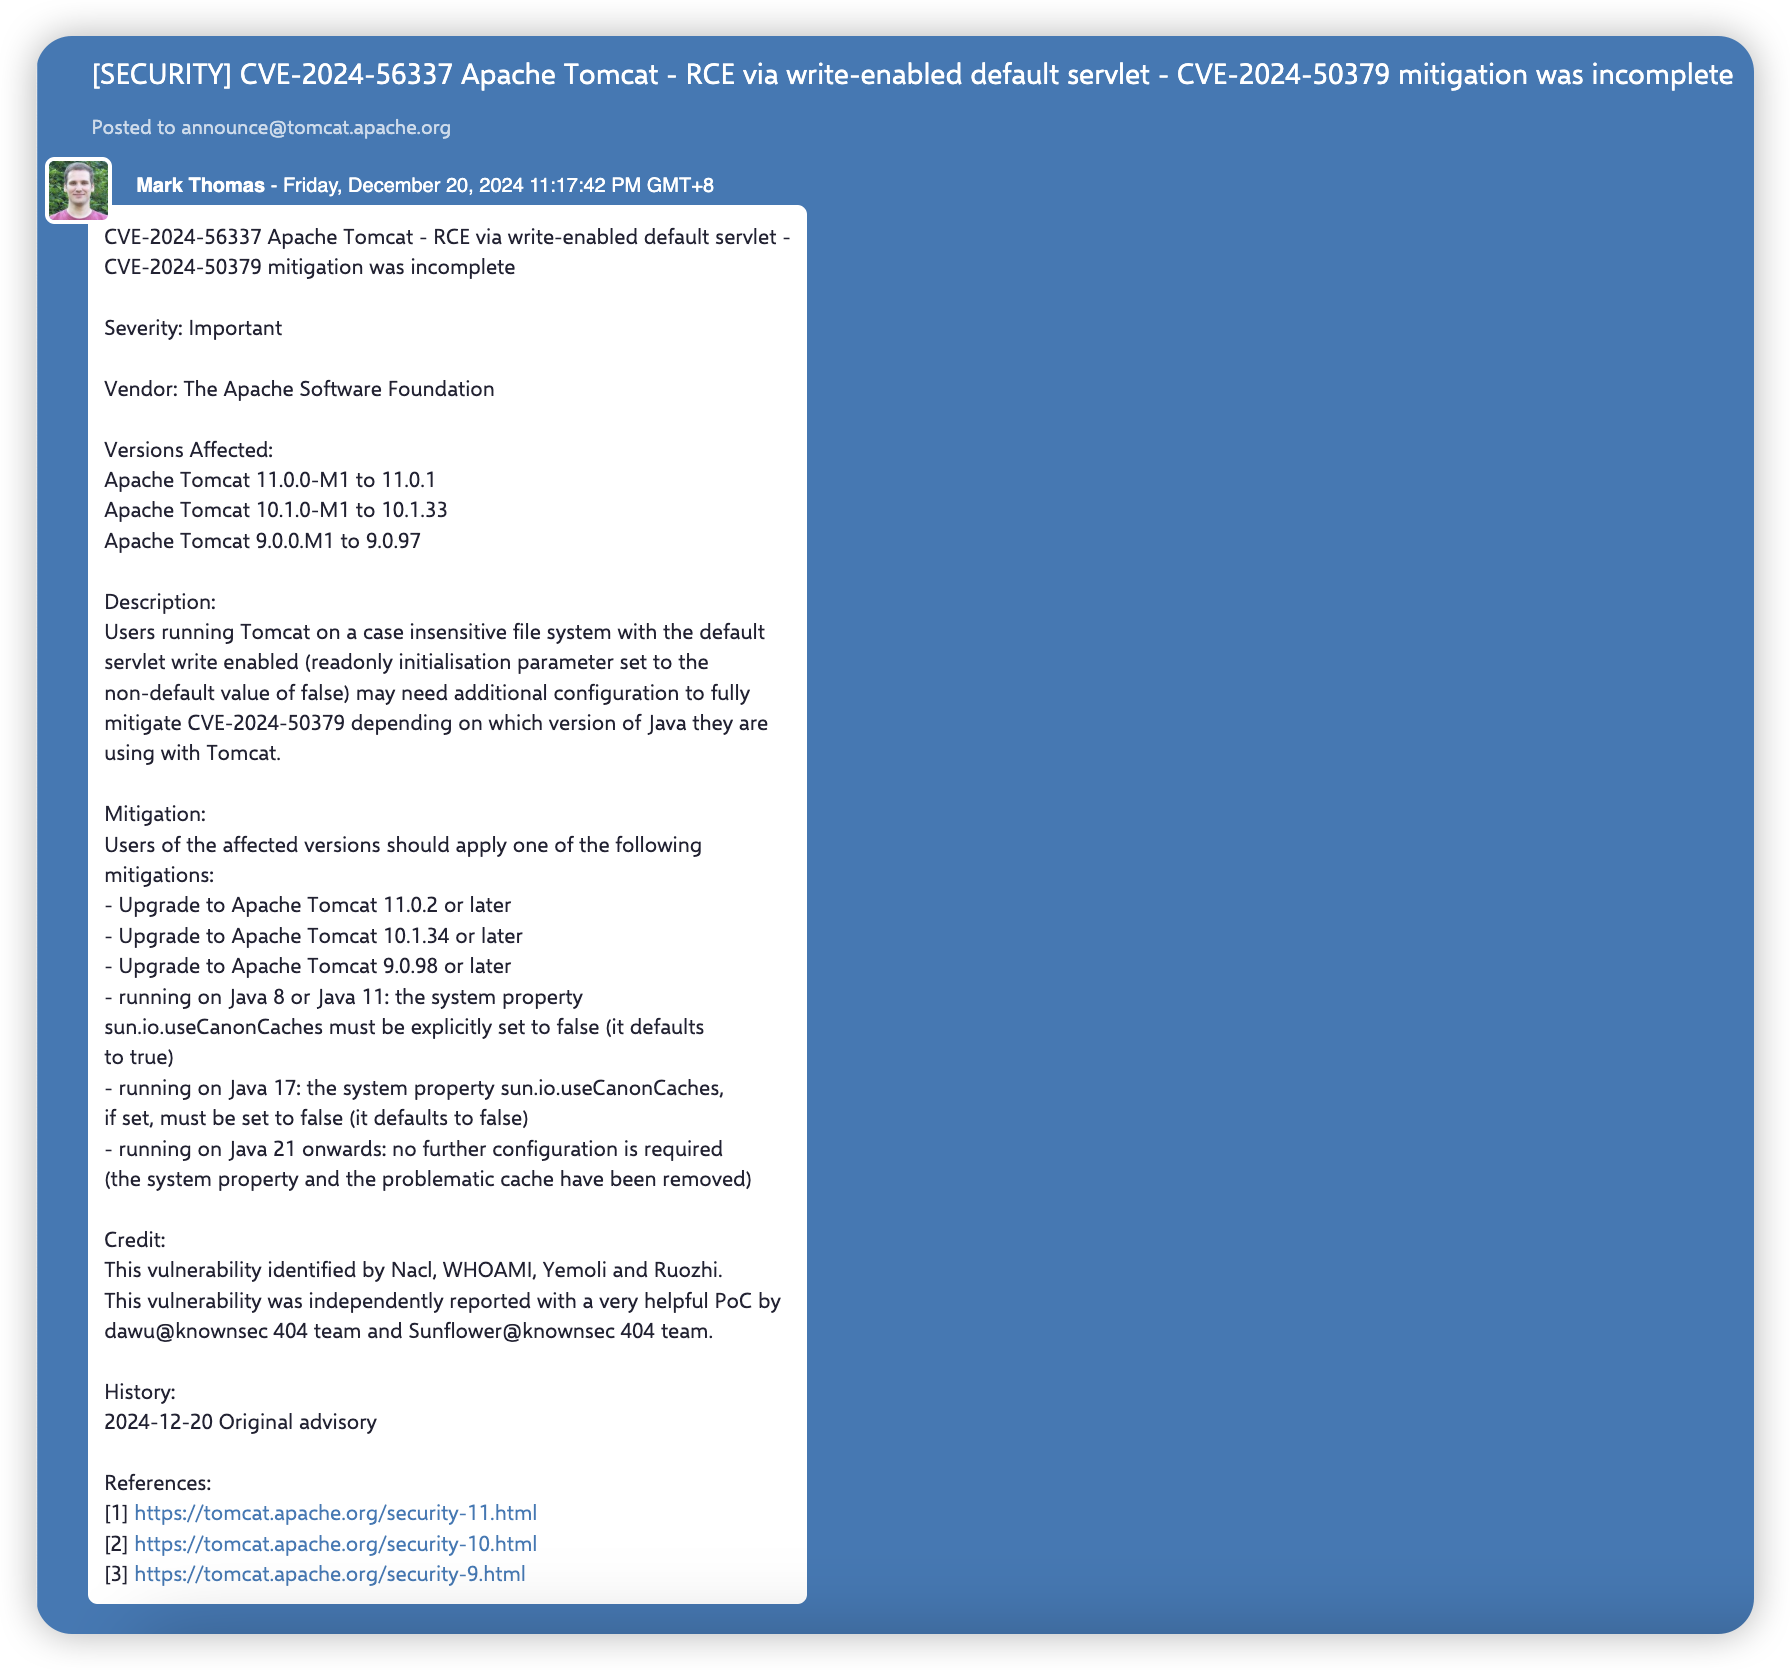 [SECURITY] CVE-2024-56337 Apache Tomcat - RCE via write-enabled default servlet - CVE-2024-50379 mitigation was incomplete
Posted to announce@tomcat.apache.org
Mark Thomas - Friday, December 20, 2024 11:17:42 PM GMT+8
CVE-2024-56337 Apache Tomcat - RCE via write-enabled default servlet -
CVE-2024-50379 mitigation was incomplete
Severity: Important
Vendor: The Apache Software Foundation
Versions Affected:
Apache Tomcat 11.0.0-M1 to 11.0.1
Apache Tomcat 10.1.0-M1 to 10.1.33
Apache Tomcat 9.0.0.M1 to 9.0.97
Description:
Users running Tomcat on a case insensitive file system with the default
servlet write enabled (readonly initialisation parameter set to the
non-default value of false) may need additional configuration to fully
mitigate CVE-2024-50379 depending on which version of Java they are
using with Tomcat.
Mitigation:
Users of the affected versions should apply one of the following
mitigations:
- Upgrade to Apache Tomcat 11.0.2 or later
- Upgrade to Apache Tomcat 10.1.34 or later
- Upgrade to Apache Tomcat 9.0.98 or later
- running on Java 8 or Java 11: the system property
sun.io.useCanonCaches must be explicitly set to false (it defaults
to true)
- running on Java 17: the system property sun.io.useCanonCaches,
if set, must be set to false (it defaults to false)
- running on Java 21 onwards: no further configuration is required
(the system property and the problematic cache have been removed)
Credit:
This vulnerability identified by Nacl, WHOAMI, Yemoli and Ruozhi.
This vulnerability was independently reported with a very helpful PoC by
dawu@knownsec 404 team and Sunflower@knownsec 404 team.
History:
2024-12-20 Original advisory
References:
[1] https://tomcat.apache.org/security-11.html
[2] https://tomcat.apache.org/security-10.html
[3] https://tomcat.apache.org/security-9.html